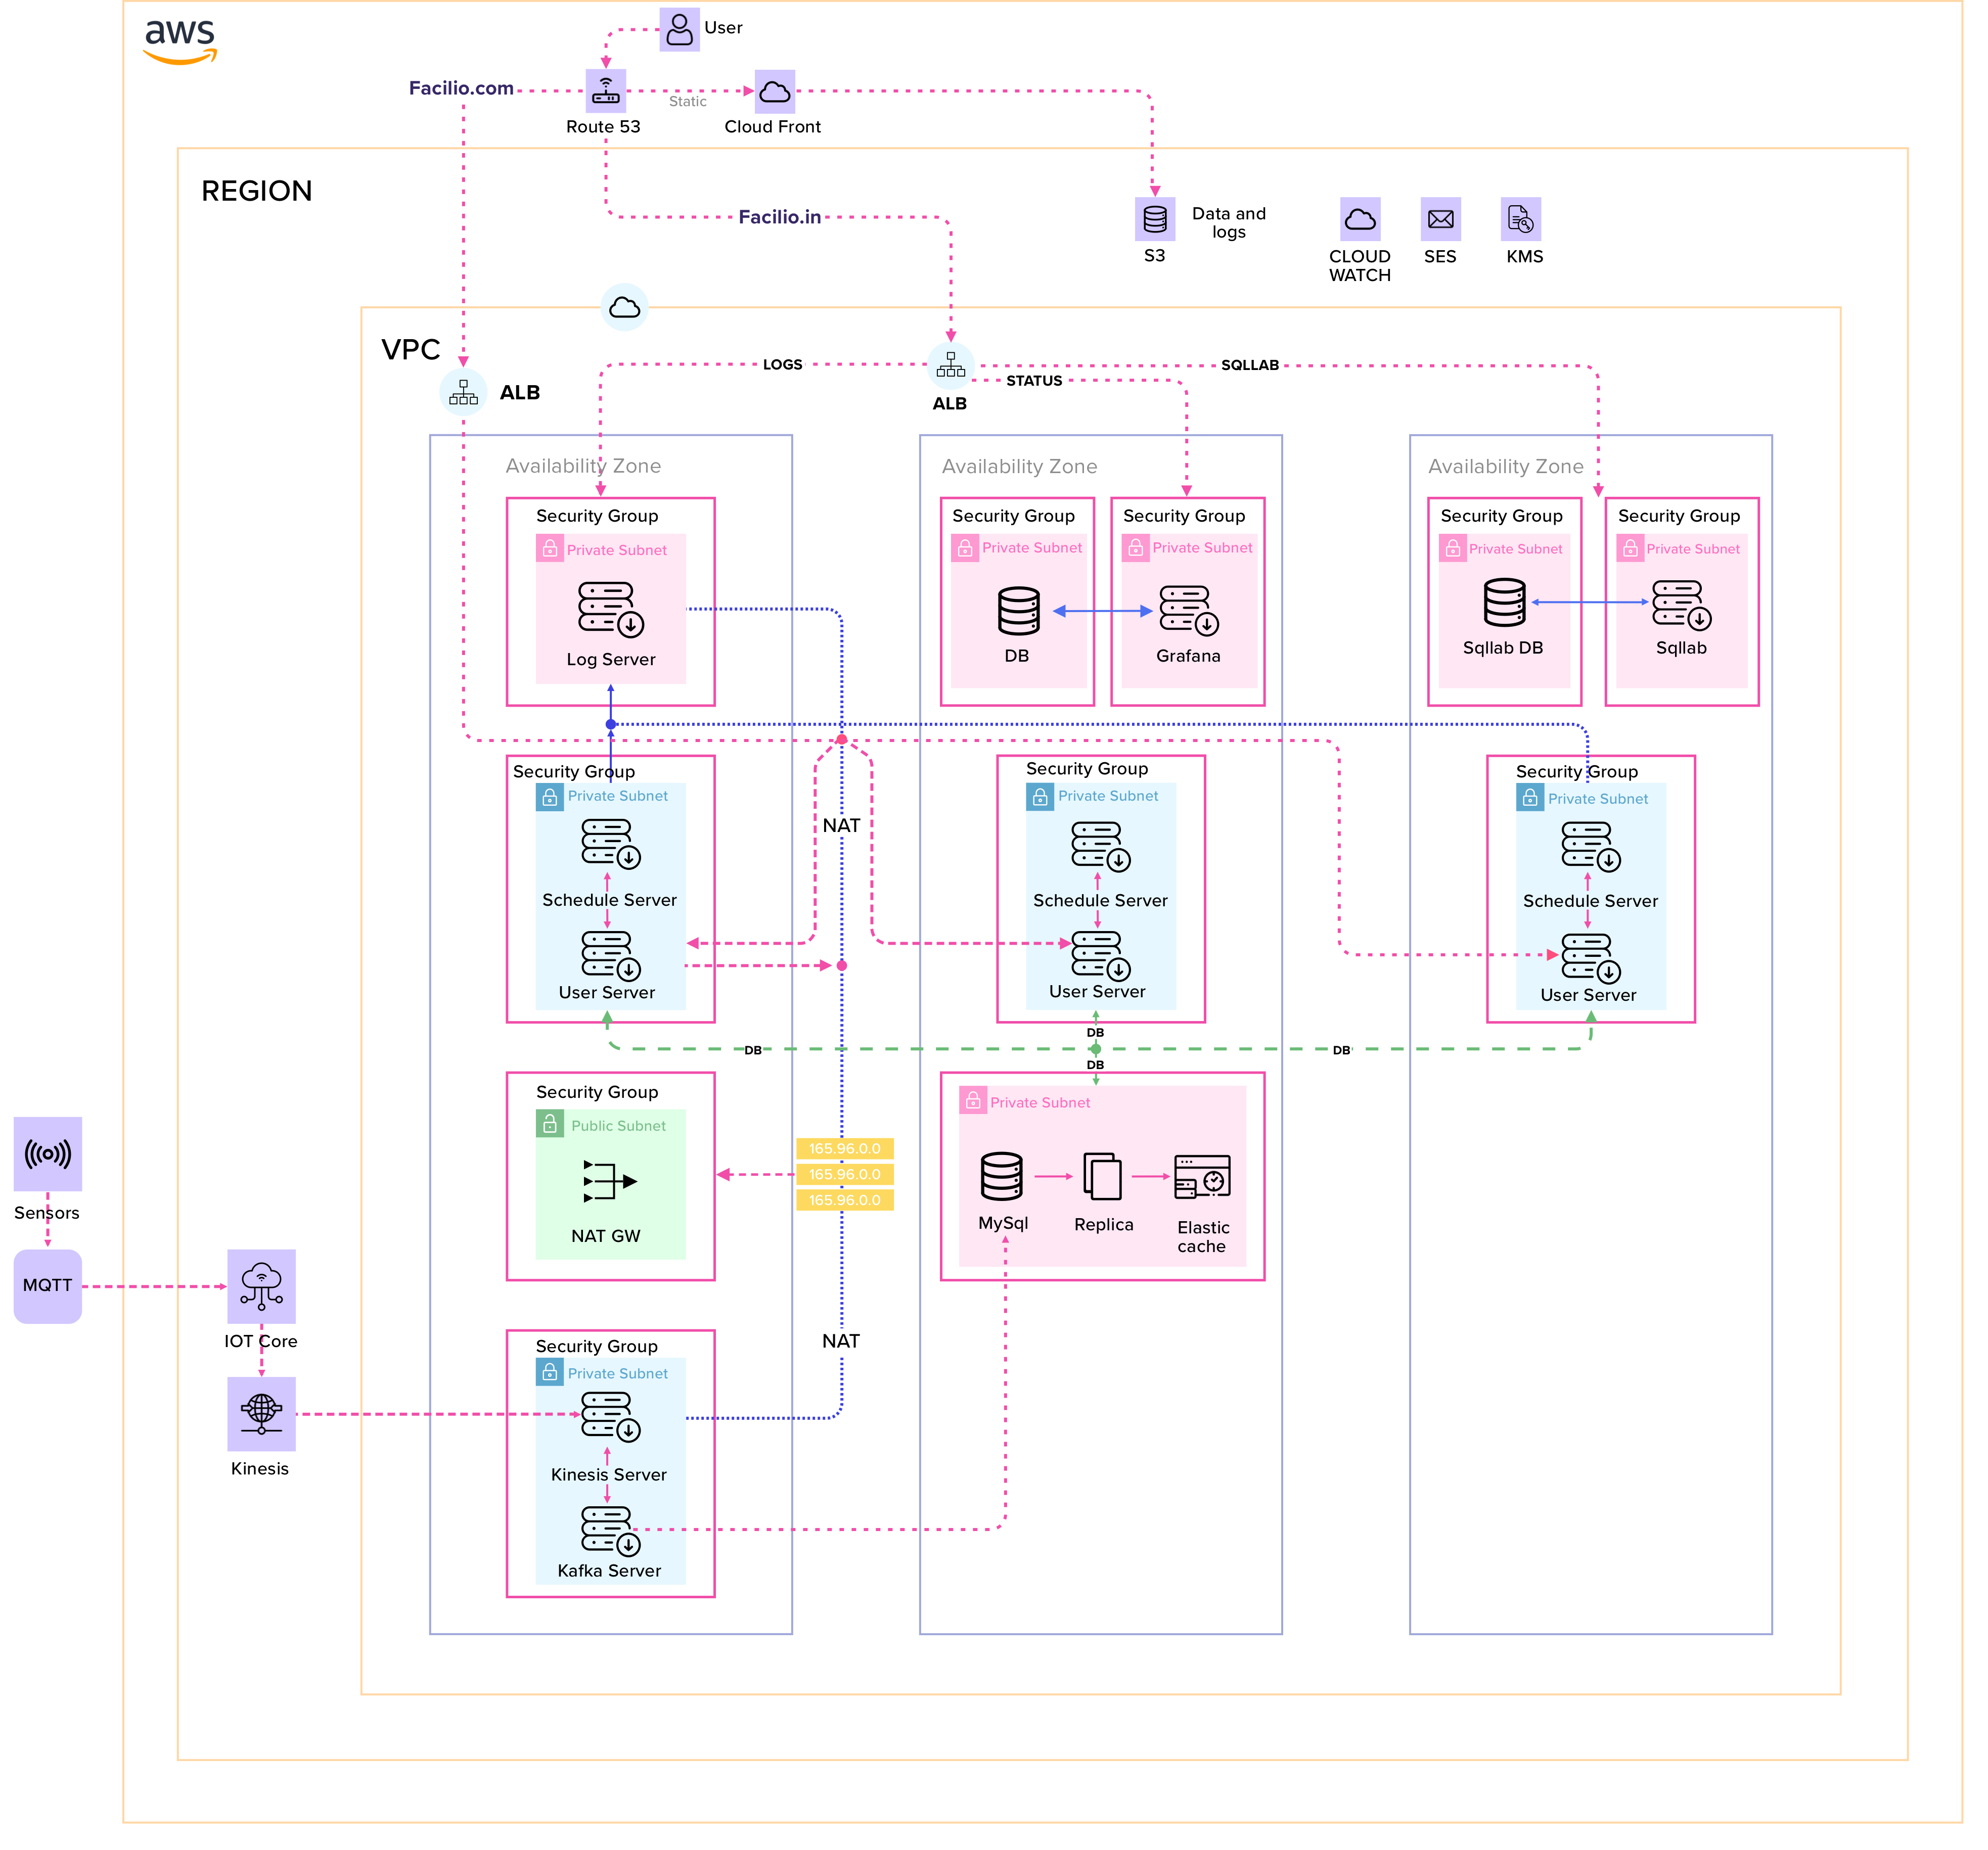 aws
User
Facilio.com
Static
Route 53
Cloud Front
REGION
Facilio.in
Data and
logs
S3
CLOUD
WATCH
SES
KMS
VPC
ALB
LOGS
ALB
STATUS
SQLLAB
Availability Zone
Availability Zone
Availability Zone
Security Group
Private Subnet
Log Server
Security Group
Private Subnet
DB
Security Group
Private Subnet
Grafana
Security Group
Private Subnet
Sqllab DB
Security Group
Private Subnet
Sqllab
Security Group
Private Subnet
Schedule Server
User Server
NAT
Security Group
Private Subnet
Schedule Server
User Server
Security Group
Private Subnet
Schedule Server
User Server
DB
DB
DB
DB
Security Group
Public Subnet
NAT GW
165.96.0.0
165.96.0.0
165.96.0.0
Private Subnet
MySql
Replica
Elastic
cache
Sensors
MQTT
IOT Core
Kinesis
NAT
Security Group
Private Subnet
Kinesis Server
Kafka Server